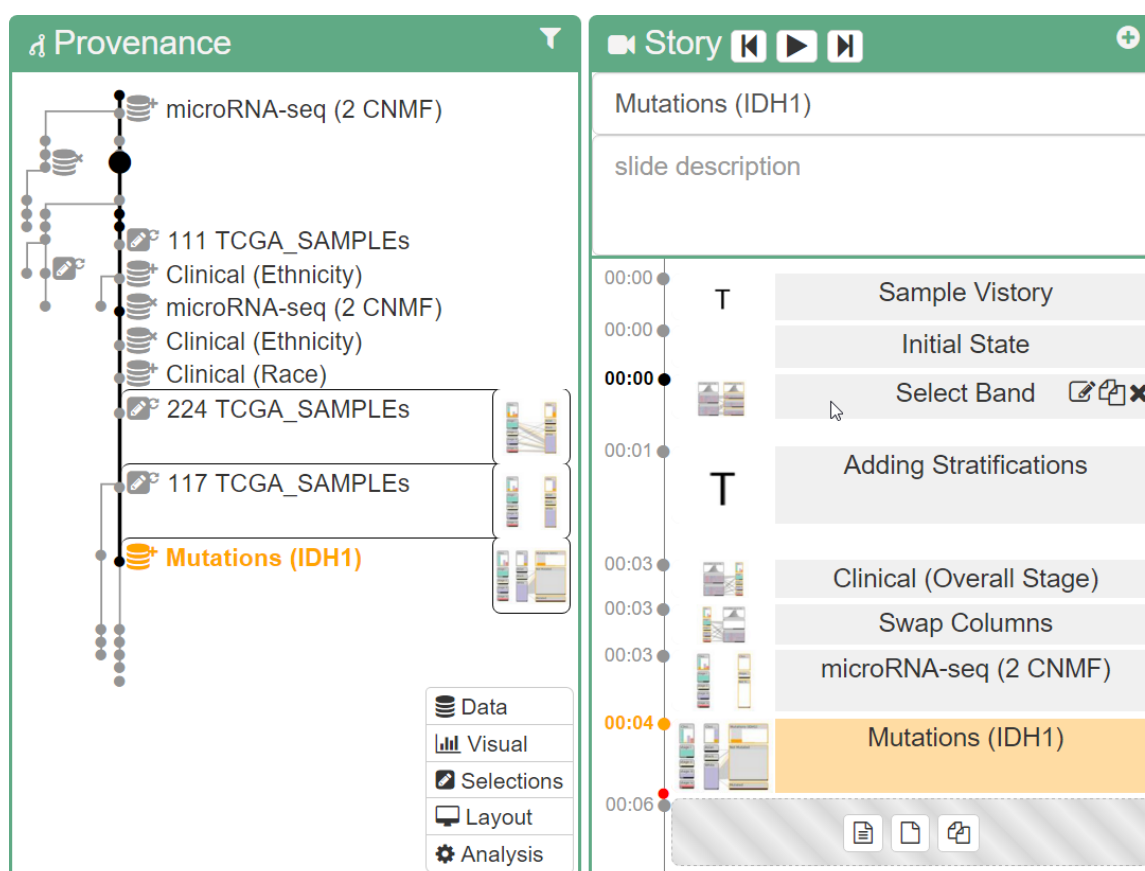 Provenance
microRNA-seq (2 CNMF)
111 TCGA_SAMPLEs
Clinical (Ethnicity)
microRNA-seq (2 CNMF)
Clinical (Ethnicity)
Clinical (Race)
224 TCGA_SAMPLEs
117 TCGA_SAMPLEs
Mutations (IDH1)
Data
Visual
Selections
Layout
Analysis
Story
Mutations (IDH1)
slide description
00:00 T Sample Vistory
00:00 Initial State
00:00 Select Band
00:01 T Adding Stratifications
00:03 Clinical (Overall Stage)
00:03 Swap Columns
00:03 microRNA-seq (2 CNMF)
00:04 Mutations (IDH1)
00:06